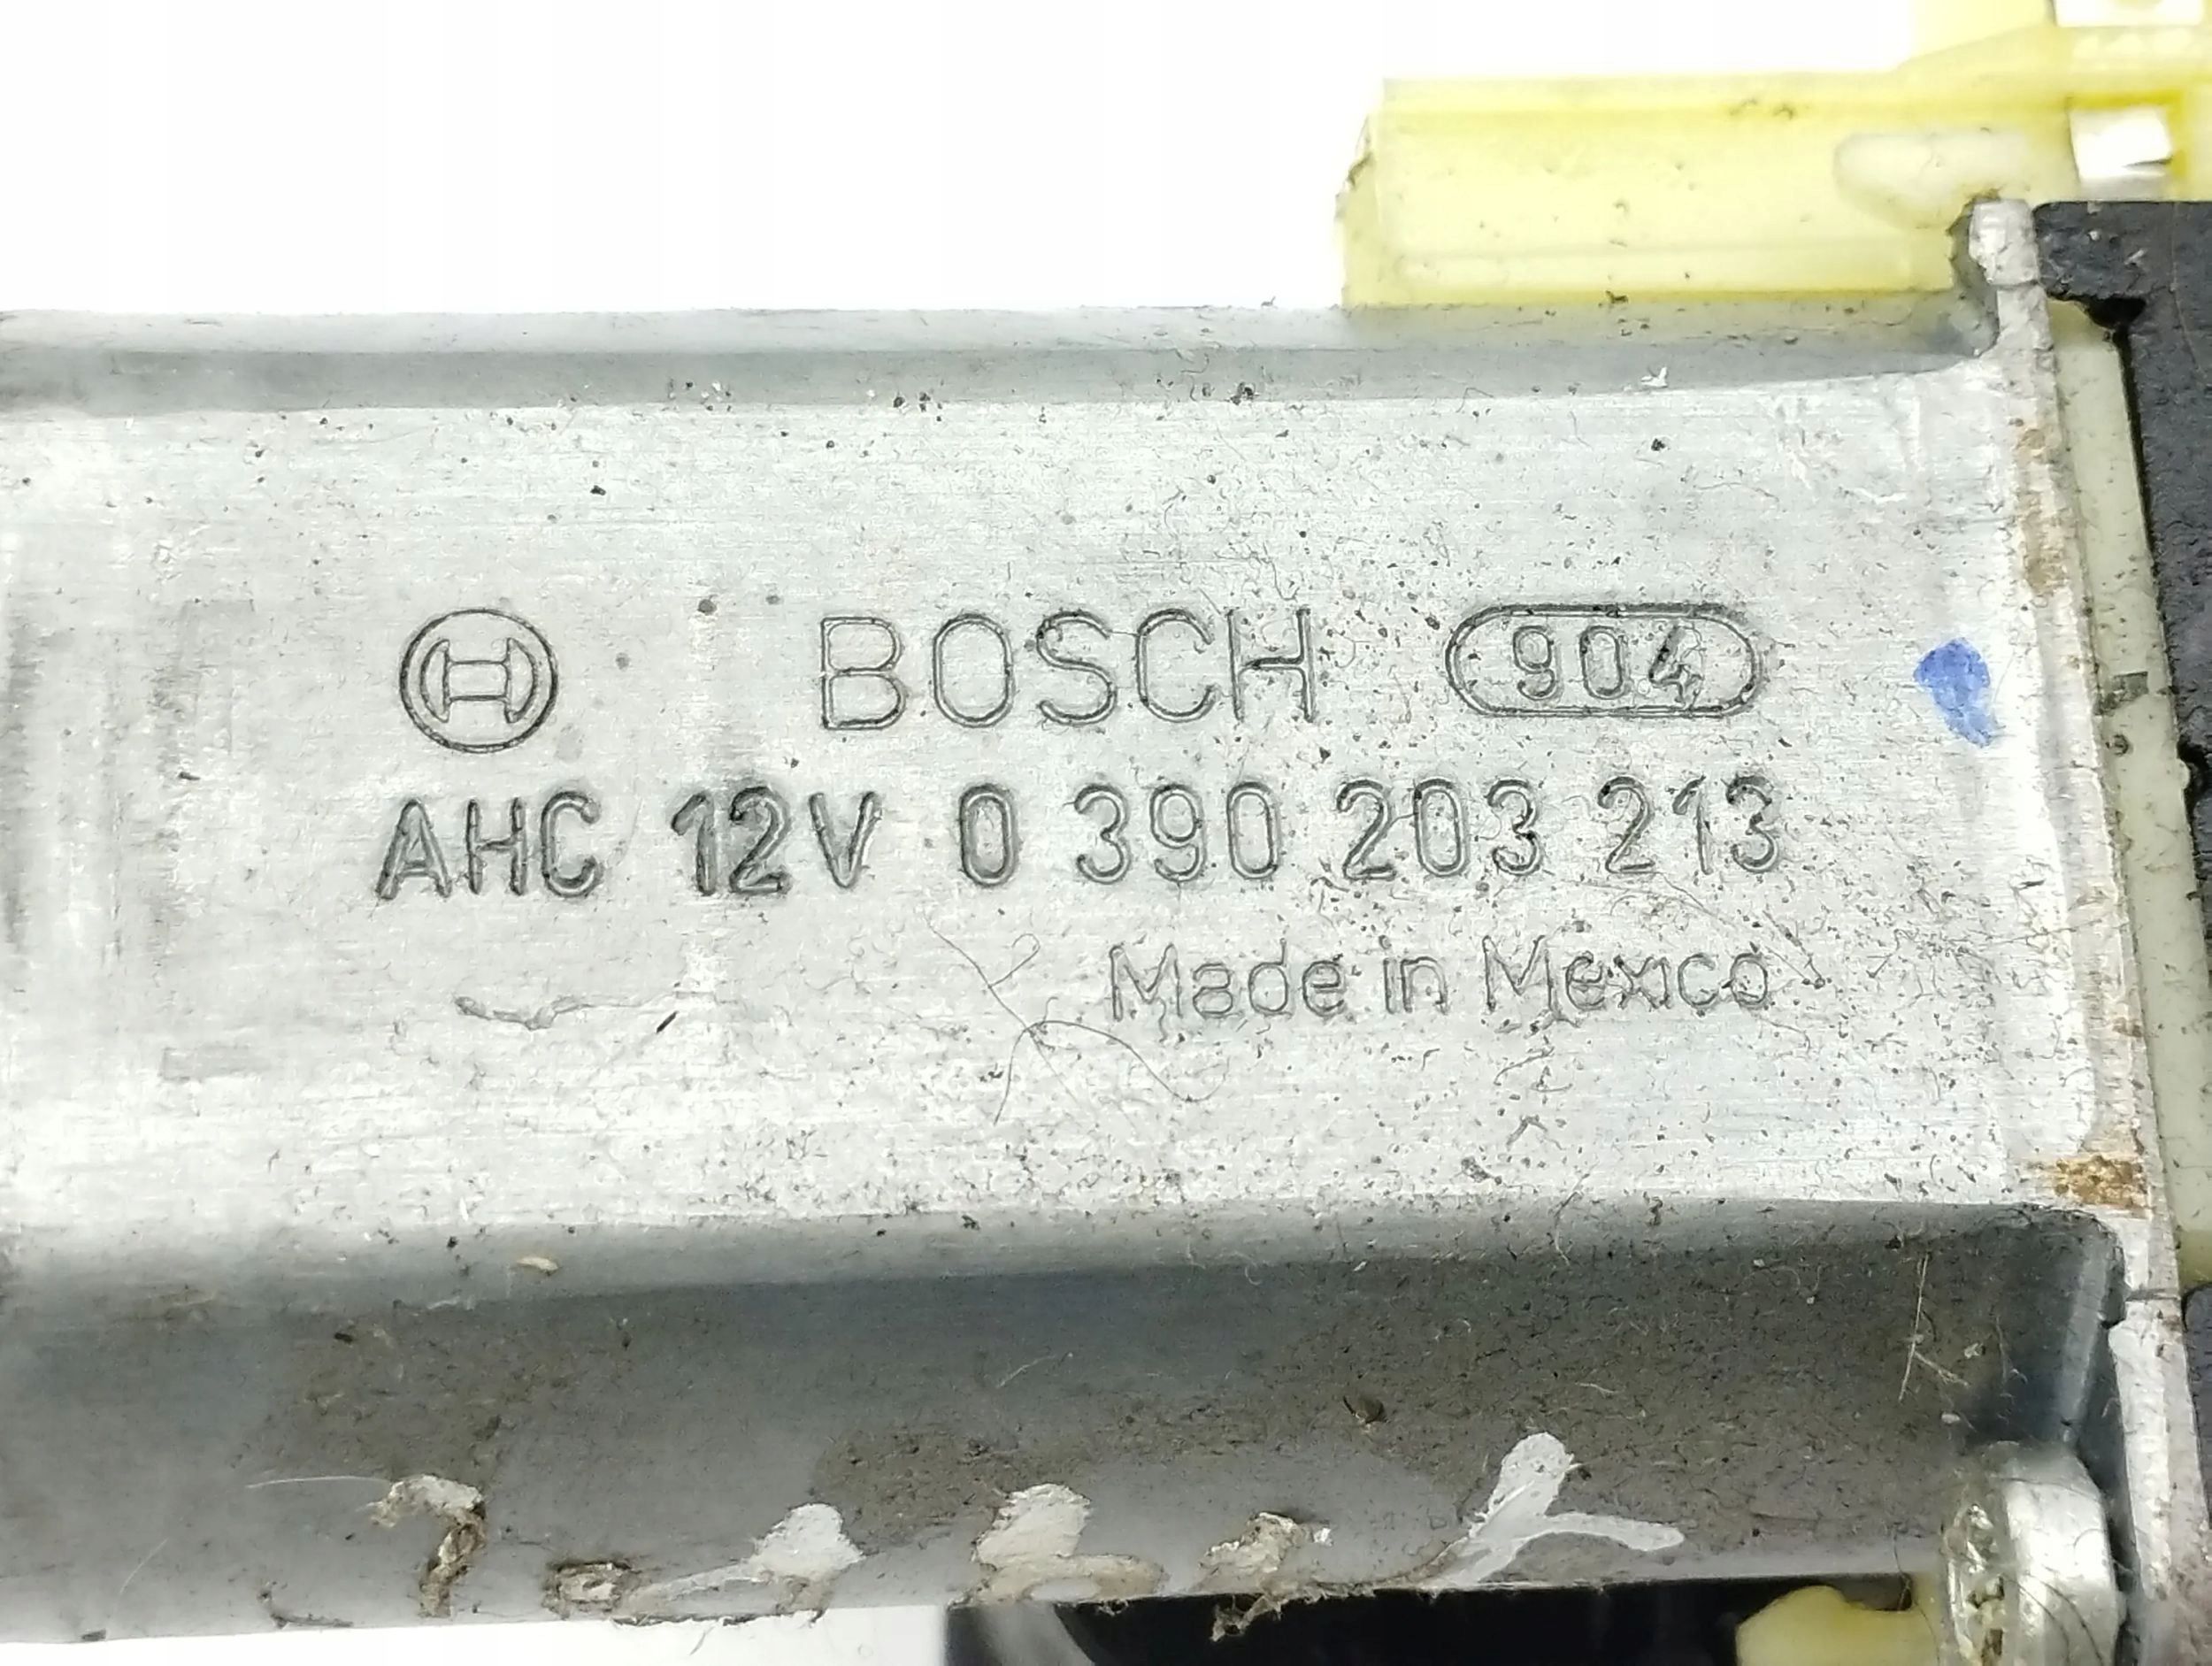 BOSCH 904
AHC 12V 0 390 203 213
Made in Mexico